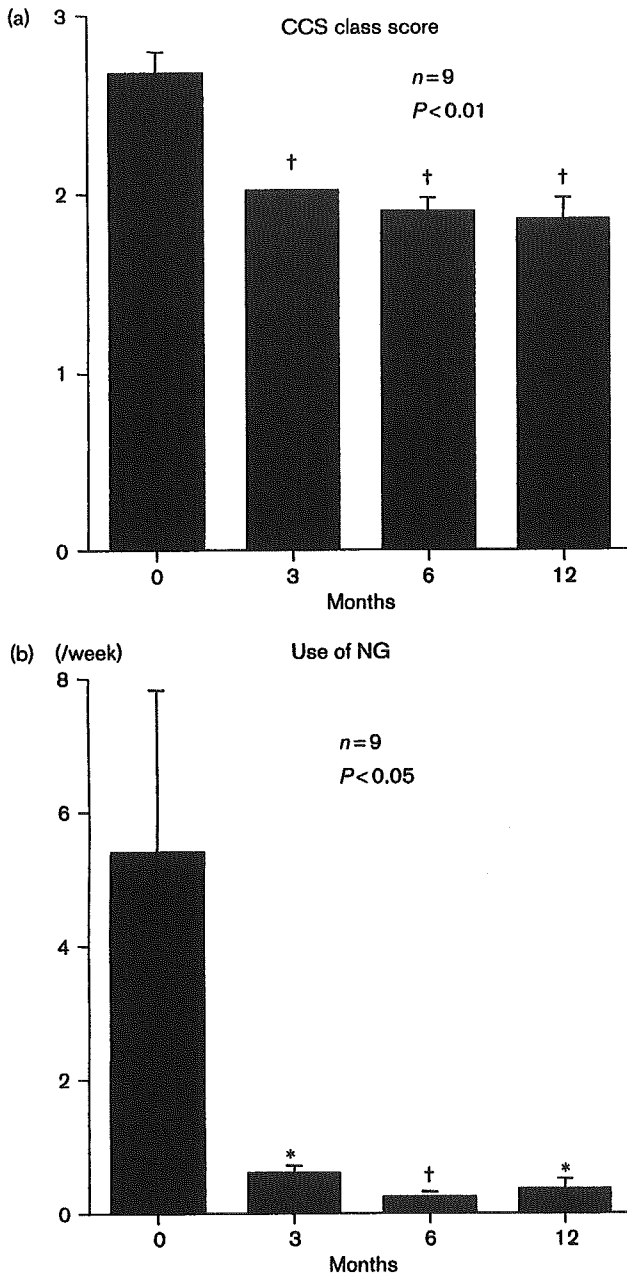 (a)
CCS class score
3
n=9
P<0.01
†
†
†
2
1
0
0
3
6
12
Months
(b)
(/week)
Use of NG
8
n=9
P<0.05
6
4
2
*
†
*
0
0
3
6
12
Months